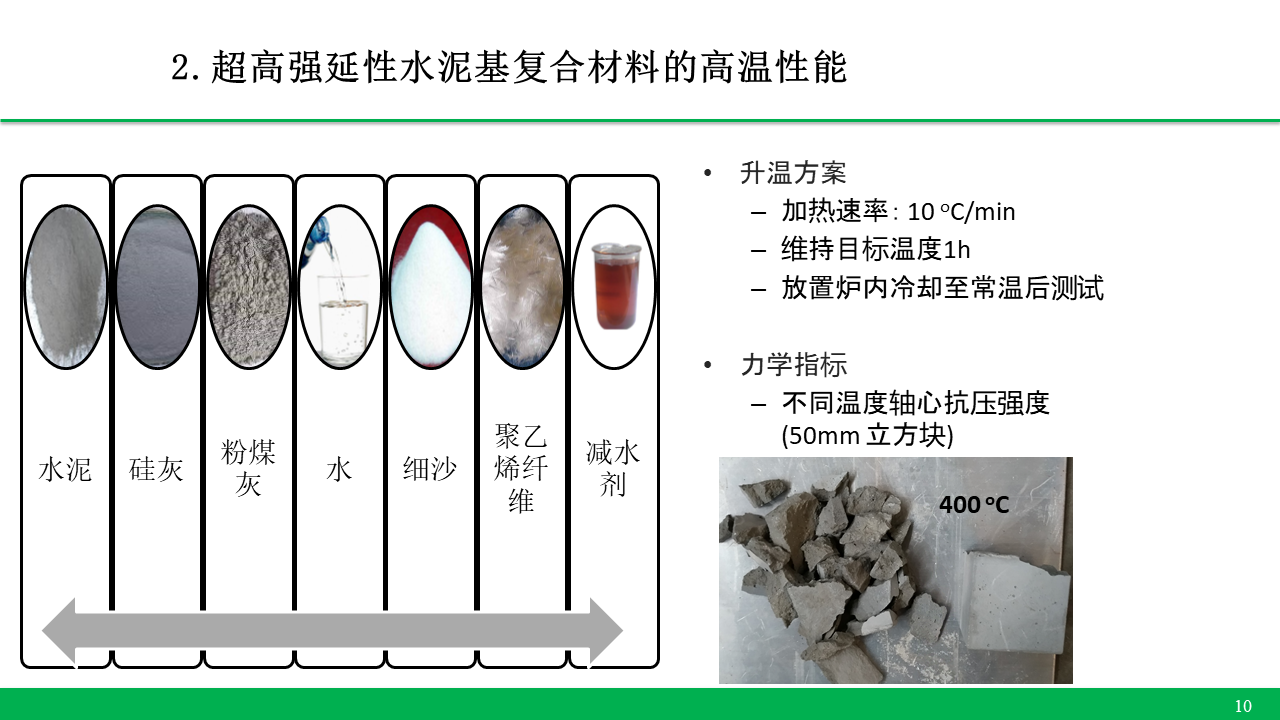 2. 超高强延性水泥基复合材料的高温性能
水泥
硅灰
粉煤
灰
水
细沙
聚乙
烯纤
维
减水
剂
• 升温方案
– 加热速率: 10 ºC/min
– 维持目标温度1h
– 放置炉内冷却至常温后测试
• 力学指标
– 不同温度轴心抗压强度
(50mm 立方块)
400 ºC
10